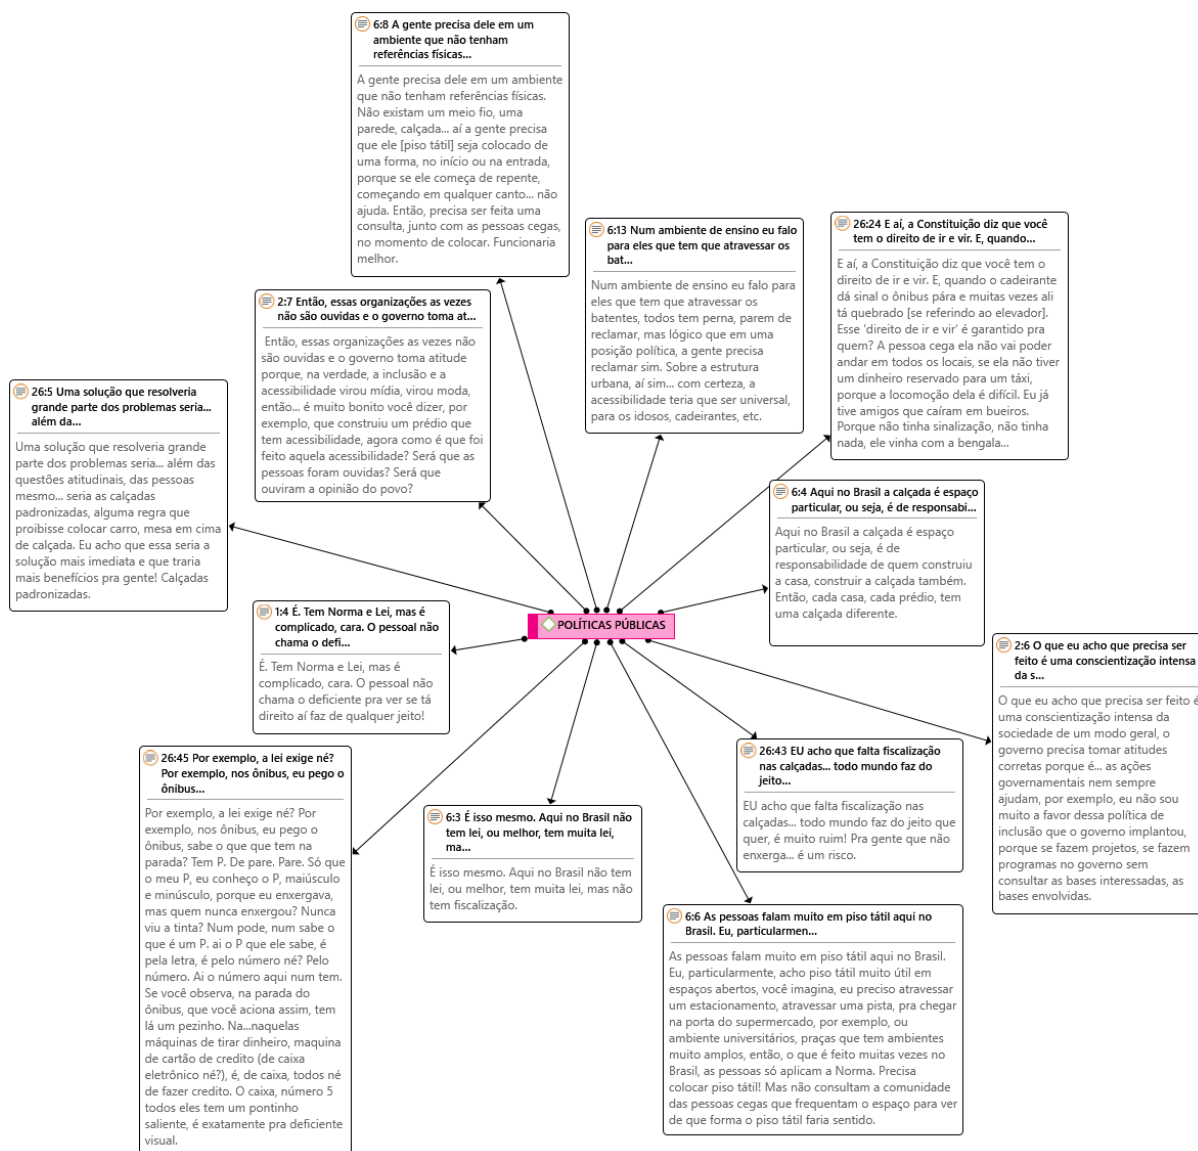 6:8 A gente precisa dele em um
ambiente que não tenham
referências físicas...
A gente precisa dele em um ambiente
que não tenham referências físicas.
Não existam um meio fio, uma
parede, calçada... aí a gente precisa
que ele [piso tátil] seja colocado de
uma forma, no início ou na entrada,
porque se ele começa de repente,
começando em qualquer canto... não
ajuda. Então, precisa ser feita uma
consulta, junto com as pessoas cegas,
no momento de colocar. Funcionaria
melhor.
6:13 Num ambiente de ensino eu falo
para eles que tem que atravessar os
bat...
Num ambiente de ensino eu falo para
eles que tem que atravessar os
batentes, todos tem perna, parem de
reclamar, mas lógico que em uma
posição política, a gente precisa
reclamar sim. Sobre a estrutura
urbana, aí sim... com certeza, a
acessibilidade teria que ser universal,
para os idosos, cadeirantes, etc.
26:24 E aí, a Constituição diz que você
tem o direito de ir e vir. E, quando...
E aí, a Constituição diz que você tem o
direito de ir e vir. E, quando o cadeirante
dá sinal o ônibus pára e muitas vezes ali
tá quebrado [se referindo ao elevador].
Esse 'direito de ir e vir' é garantido pra
quem? A pessoa cega ela não vai poder
andar em todos os locais, se ela não tiver
um dinheiro reservado para um táxi,
porque a locomoção dela é difícil. Eu já
tive amigos que caíram em bueiros.
Porque não tinha sinalização, não tinha
nada, ele vinha com a bengala...
2:7 Então, essas organizações as vezes
não são ouvidas e o governo toma at...
Então, essas organizações as vezes não
são ouvidas e o governo toma atitude
porque, na verdade, a inclusão e a
acessibilidade virou mídia, virou moda,
então... é muito bonito você dizer, por
exemplo, que construiu um prédio que
tem acessibilidade, agora como é que foi
feito aquela acessibilidade? Será que as
pessoas foram ouvidas? Será que
ouviram a opinião do povo?
26:5 Uma solução que resolveria
grande parte dos problemas seria...
além da...
Uma solução que resolveria grande
parte dos problemas seria... além das
questões atitudinais, das pessoas
mesmo... seria as calçadas
padronizadas, alguma regra que
proibisse colocar carro, mesa em cima
de calçada. Eu acho que essa seria a
solução mais imediata e que traria
mais benefícios pra gente! Calçadas
padronizadas.
6:4 Aqui no Brasil a calçada é espaço
particular, ou seja, é de responsabi...
Aqui no Brasil a calçada é espaço
particular, ou seja, é de
responsabilidade de quem construiu
a casa, construir a calçada também.
Então, cada casa, cada prédio, tem
uma calçada diferente.
1:4 É. Tem Norma e Lei, mas é
complicado, cara. O pessoal não
chama o defi...
É. Tem Norma e Lei, mas é
complicado, cara. O pessoal não
chama o deficiente pra ver se tá
direito aí faz de qualquer jeito!
POLÍTICAS PÚBLICAS
2:6 O que eu acho que precisa ser
feito é uma conscientização intensa
da s...
O que eu acho que precisa ser feito é
uma conscientização intensa da
sociedade de um modo geral, o
governo precisa tomar atitudes
corretas porque é... as ações
governamentais nem sempre
ajudam, por exemplo, eu não sou
muito a favor dessa política de
inclusão que o governo implantou,
porque se fazem projetos, se fazem
programas no governo sem
consultar as bases interessadas, as
bases envolvidas.
26:45 Por exemplo, a lei exige né?
Por exemplo, nos ônibus, eu pego o
ônibus...
Por exemplo, a lei exige né? Por
exemplo, nos ônibus, eu pego o
ônibus, sabe o que que tem na
parada? Tem P. De pare. Pare. Só que
o meu P, eu conheço o P, maiúsculo
e minúsculo, porque eu enxergava,
mas quem nunca enxergou? Nunca
viu a tinta? Num pode, num sabe o
que é um P. ai o P que ele sabe, é
pela letra, é pelo número né? Pelo
número. Ai o número aqui num tem.
Se você observa, na parada do
ônibus, que você aciona assim, tem
lá um pezinho. Na...naquelas
máquinas de tirar dinheiro, maquina
de cartão de credito (de caixa
eletrônico né?), é, de caixa, todos né
de fazer credito. O caixa, número 5
todos eles tem um pontinho
saliente, é exatamente pra deficiente
visual.
26:43 EU acho que falta fiscalização
nas calçadas... todo mundo faz do
jeito...
EU acho que falta fiscalização nas
calçadas... todo mundo faz do jeito que
quer, é muito ruim! Pra gente que não
enxerga... é um risco.
6:3 É isso mesmo. Aqui no Brasil não
tem lei, ou melhor, tem muita lei,
ma...
É isso mesmo. Aqui no Brasil não tem
lei, ou melhor, tem muita lei, mas não
tem fiscalização.
6:6 As pessoas falam muito em piso tátil aqui no
Brasil. Eu, particularmen...
As pessoas falam muito em piso tátil aqui no Brasil.
Eu, particularmente, acho piso tátil muito útil em
espaços abertos, você imagina, eu preciso atravessar
um estacionamento, atravessar uma pista, pra chegar
na porta do supermercado, por exemplo, ou
ambiente universitários, praças que tem ambientes
muito amplos, então, o que é feito muitas vezes no
Brasil, as pessoas só aplicam a Norma. Precisa
colocar piso tátil! Mas não consultam a comunidade
das pessoas cegas que frequentam o espaço para ver
de que forma o piso tátil faria sentido.